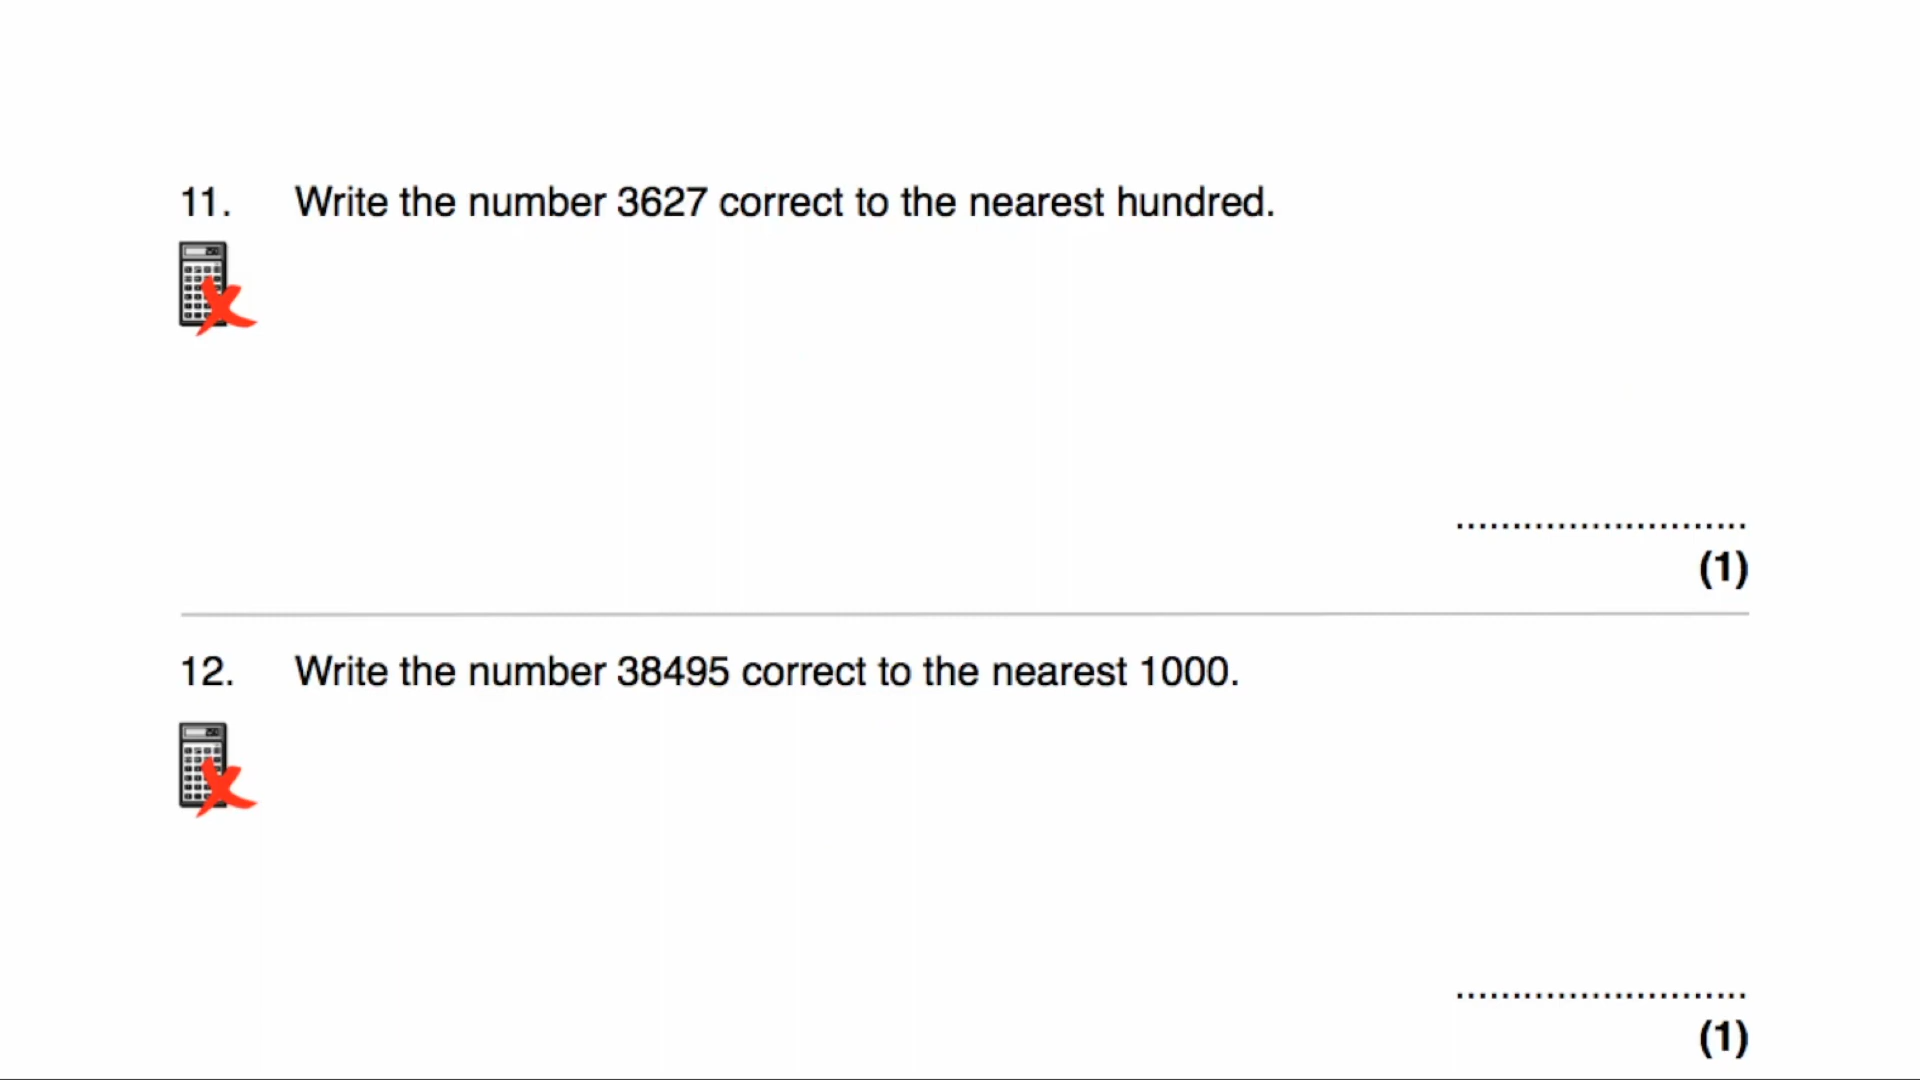 11. Write the number 3627 correct to the nearest hundred.
..........................
(1)
12. Write the number 38495 correct to the nearest 1000.
..........................
(1)